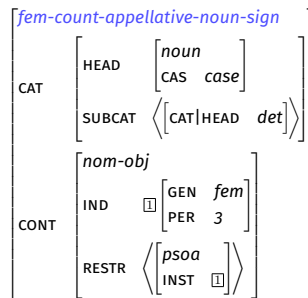 fem-count-appellative-noun-sign
CAT HEAD noun
CAS case
SUBCAT ⟨[CAT|HEAD det]⟩
CONT nom-obj
IND 1 GEN fem
PER 3
RESTR ⟨psoa
INST 1⟩